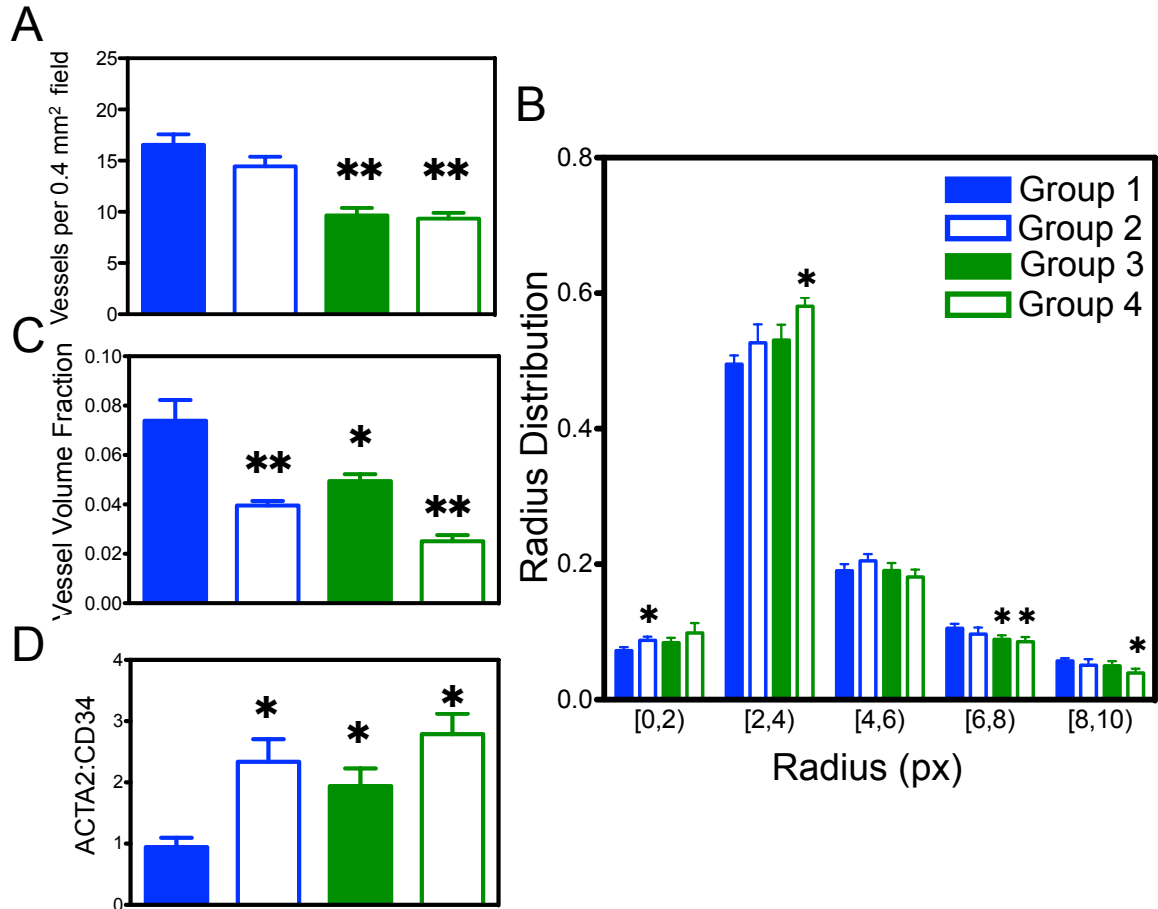 A
Vessels per 0.4 mm² field
25
20
15
10
5
0
** **
B
Radius Distribution
0.8
0.6
0.4
0.2
0.0
Group 1
Group 2
Group 3
Group 4
*
*
* *
*
[0,2) [2,4) [4,6) [6,8) [8,10)
Radius (px)
C
Vessel Volume Fraction
0.10
0.08
0.06
0.04
0.02
0.00
** * **
D
ACTA2:CD34
4
3
2
1
0
* * *